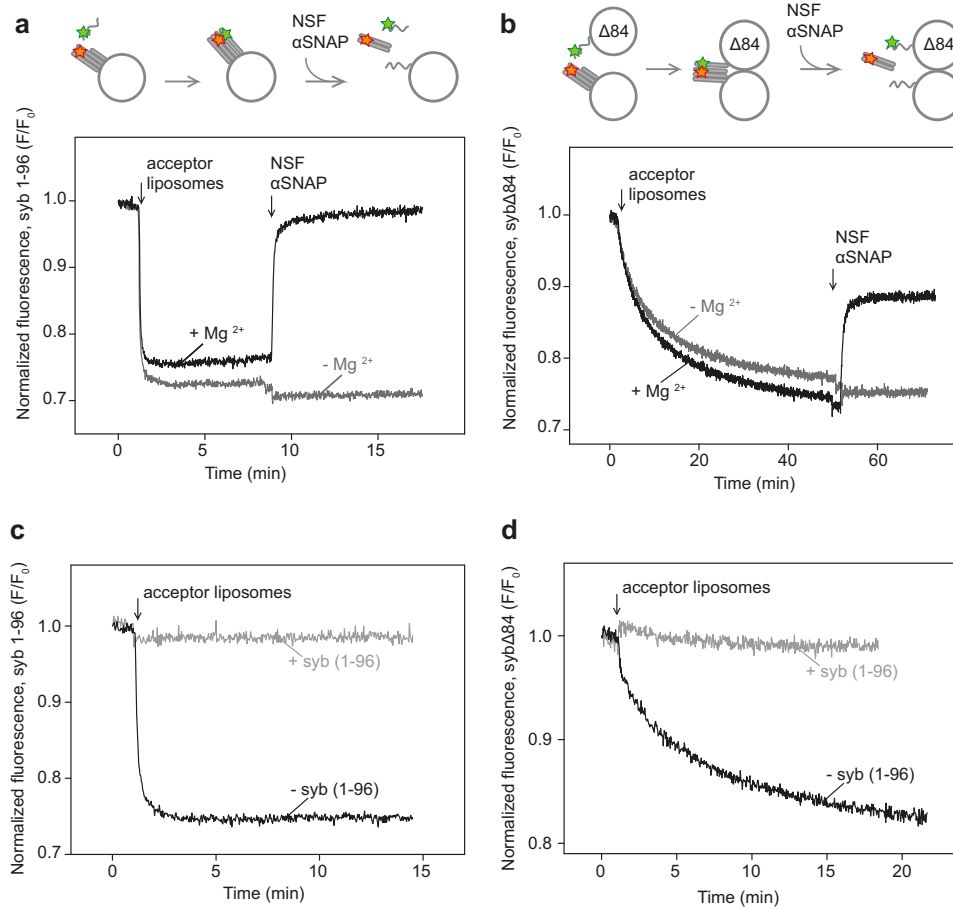 a
NSF
αSNAP
Normalized fluorescence, syb 1-96 (F/F0)
acceptor
liposomes
NSF
αSNAP
1.0
0.9
0.8
0.7
+ Mg 2+
- Mg 2+
0
5
10
15
Time (min)
b
Δ84
Δ84
NSF
αSNAP
Δ84
Normalized fluorescence, sybΔ84 (F/F0)
acceptor
liposomes
NSF
αSNAP
1.0
0.9
0.8
0.7
- Mg 2+
+ Mg 2+
0
20
40
60
Time (min)
c
Normalized fluorescence, syb 1-96 (F/F0)
acceptor liposomes
1.0
0.9
0.8
0.7
+ syb (1-96)
- syb (1-96)
0
5
10
15
Time (min)
d
Normalized fluorescence, sybΔ84 (F/F0)
acceptor liposomes
1.0
0.9
0.8
+ syb (1-96)
- syb (1-96)
0
5
10
15
20
Time (min)